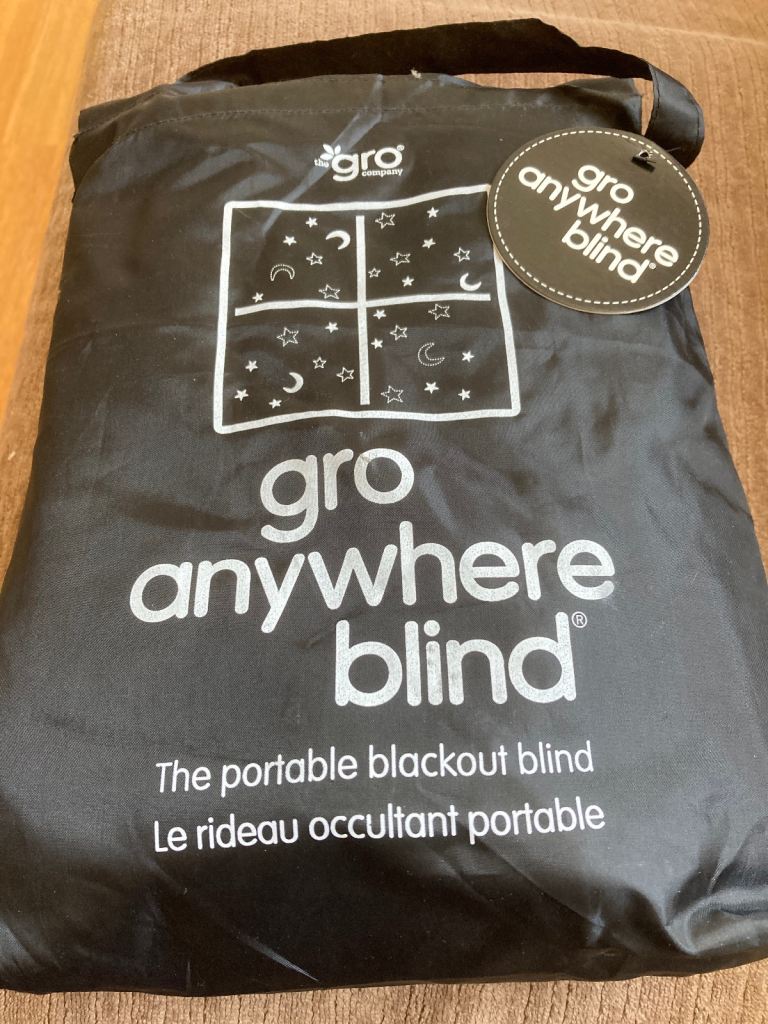 the gro®
company
gro
anywhere
blind®
gro
anywhere
blind®
The portable blackout blind
Le rideau occultant portable